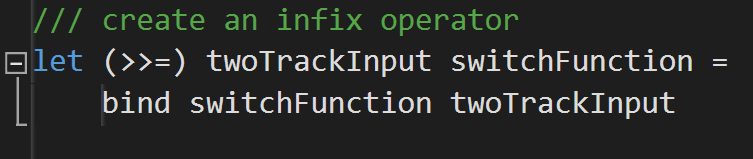 /// create an infix operator
let (>>=) twoTrackInput switchFunction =
    bind switchFunction twoTrackInput